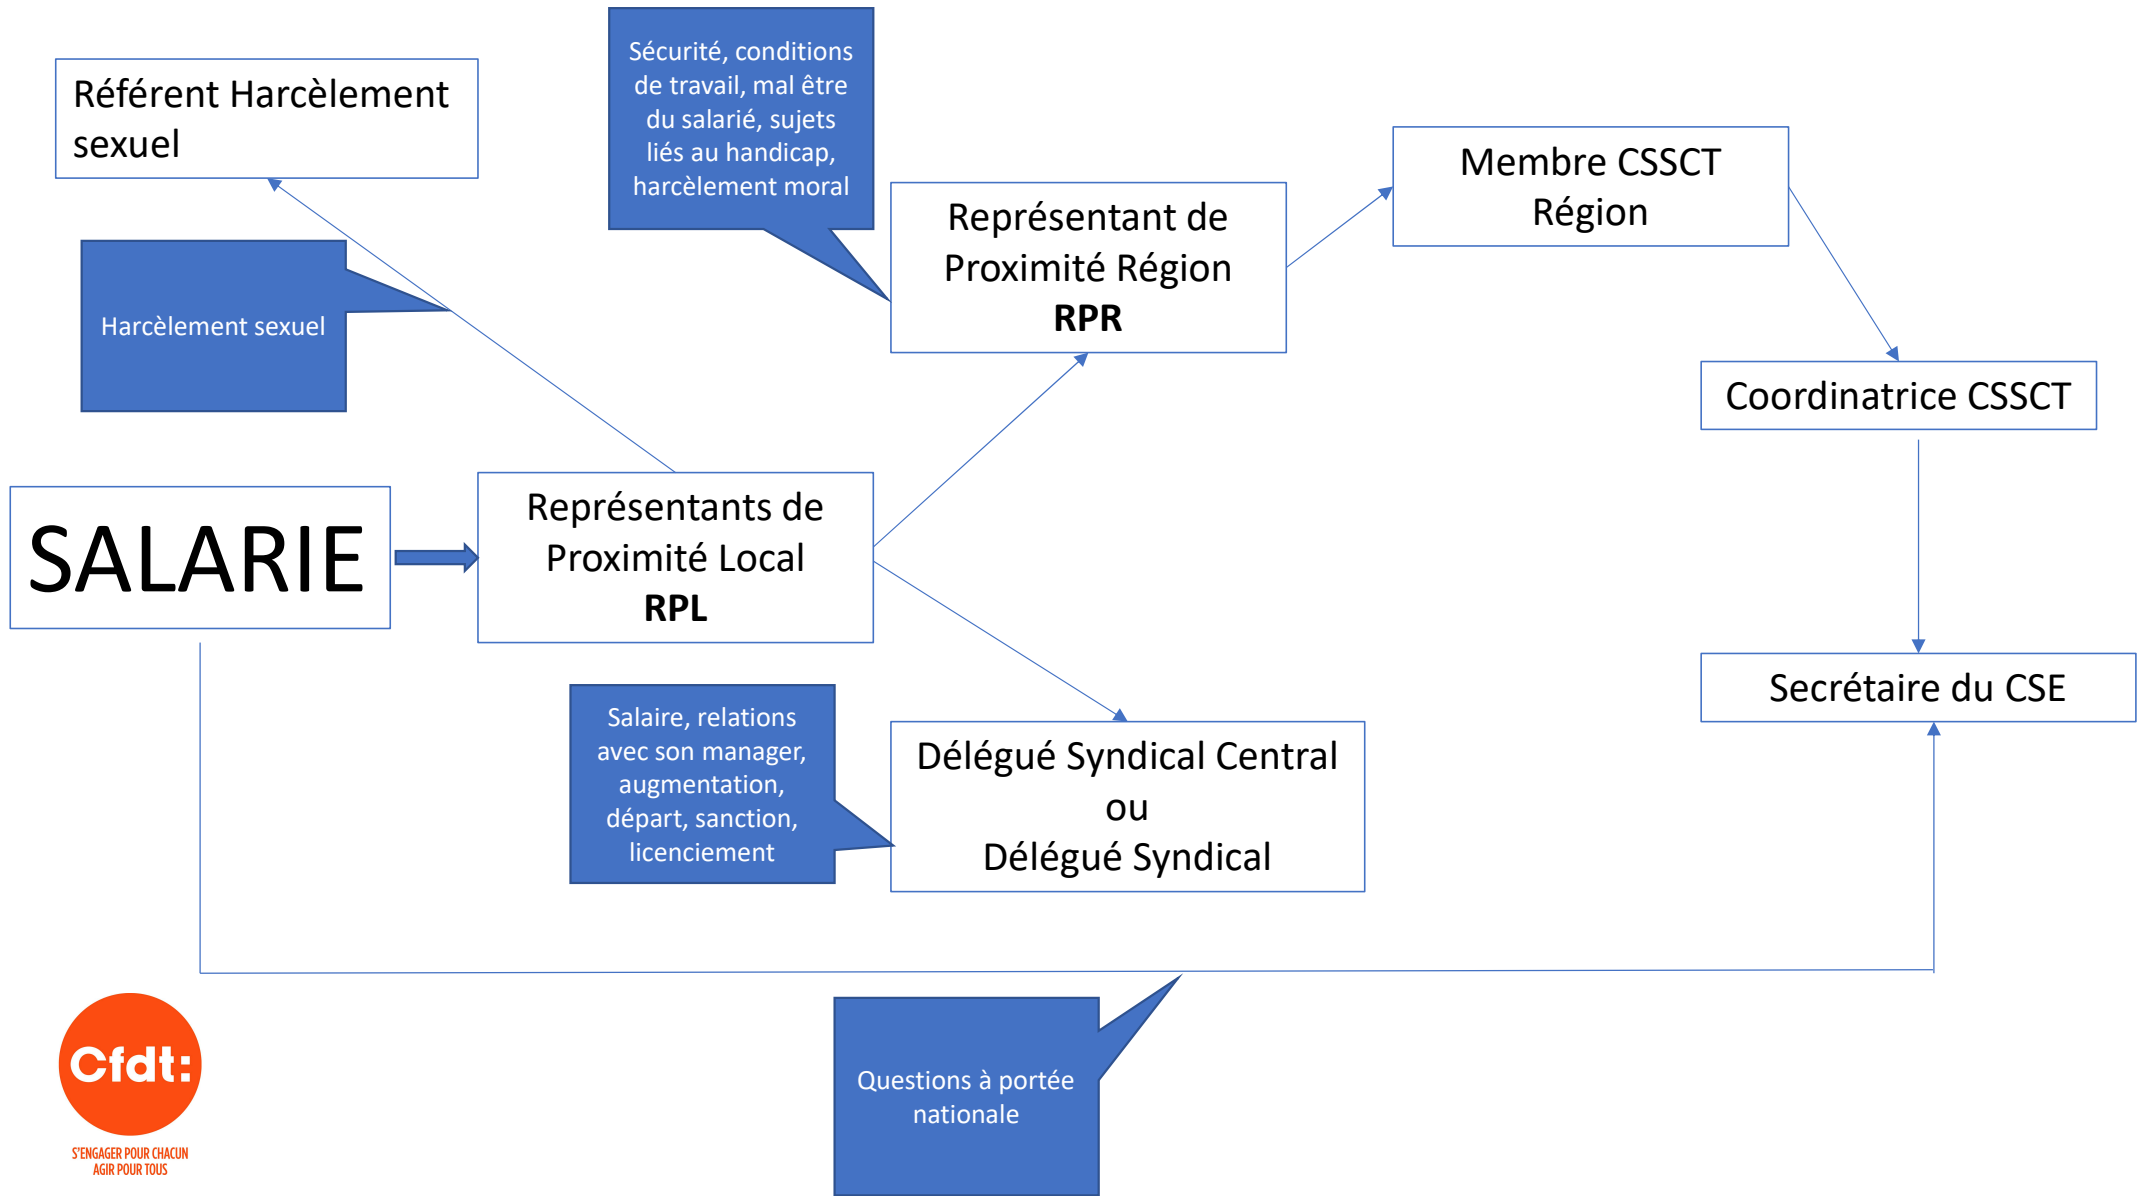 Référent Harcèlement
sexuel
Sécurité, conditions
de travail, mal être
du salarié, sujets
liés au handicap,
harcèlement moral
Membre CSSCT
Région
Représentant de
Proximité Région
RPR
Harcèlement sexuel
Coordinatrice CSSCT
SALARIE
Représentants de
Proximité Local
RPL
Secrétaire du CSE
Salaire, relations
avec son manager,
augmentation,
départ, sanction,
licenciement
Délégué Syndical Central
ou
Délégué Syndical
Questions à portée
nationale
Cfdt:
S'ENGAGER POUR CHACUN
AGIR POUR TOUS